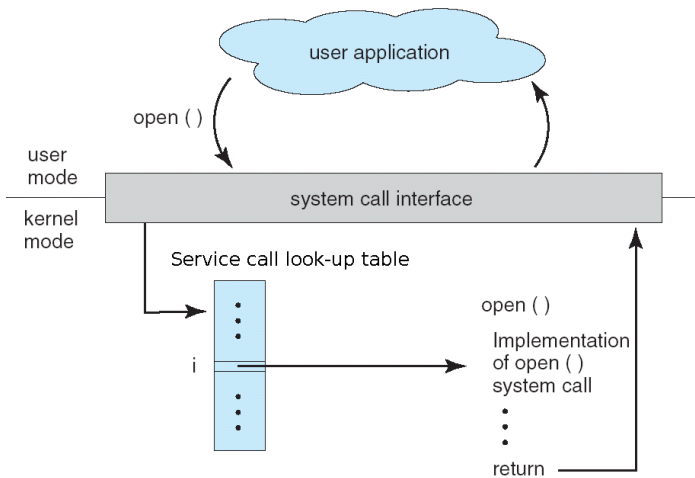 user application
open ( )
user
mode
system call interface
kernel
mode
Service call look-up table
open ( )
i
Implementation
of open ( )
system call
return